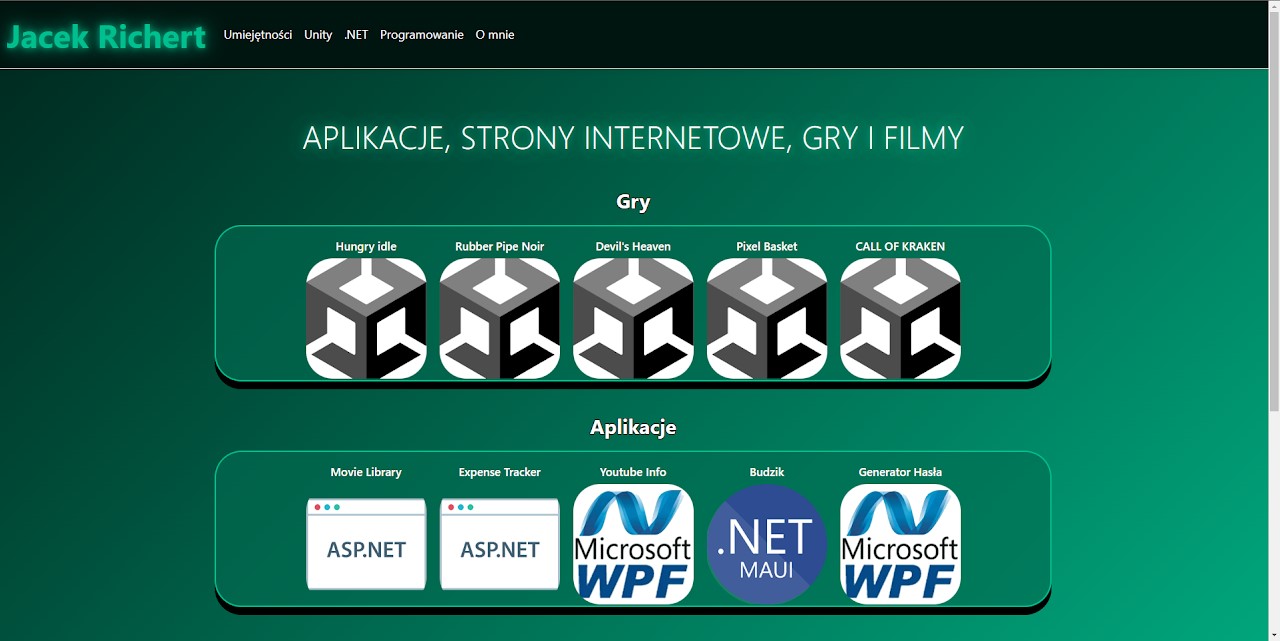 Jacek Richert Umiejętności Unity .NET Programowanie O mnie
APLIKACJE, STRONY INTERNETOWE, GRY I FILMY
Gry
Hungry idle Rubber Pipe Noir Devil's Heaven Pixel Basket CALL OF KRAKEN
Aplikacje
Movie Library Expense Tracker Youtube Info Budzik Generator Hasła
ASP.NET ASP.NET Microsoft WPF .NET MAUI Microsoft WPF